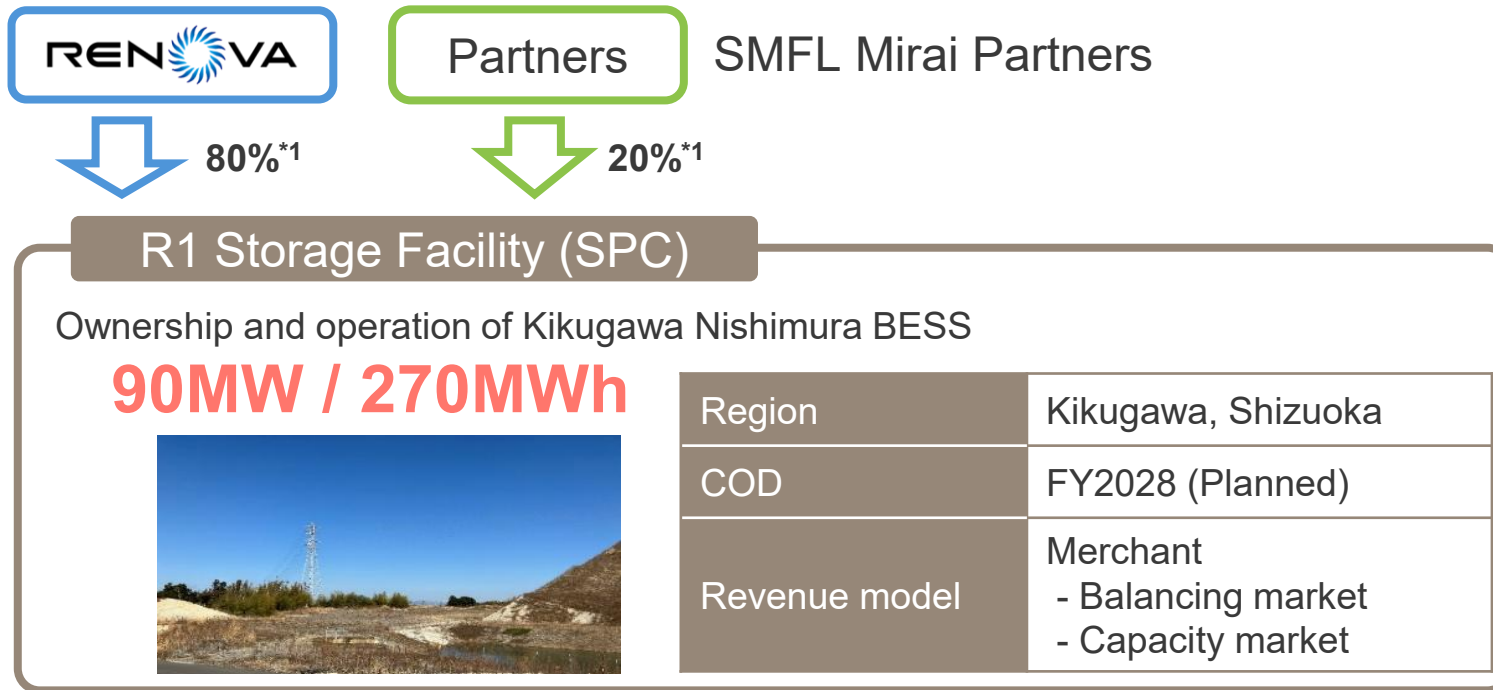 RENOVA
Partners
SMFL Mirai Partners
80%*1
20%*1
R1 Storage Facility (SPC)
Ownership and operation of Kikugawa Nishimura BESS
90MW / 270MWh
Region
Kikugawa, Shizuoka
COD
FY2028 (Planned)
Revenue model
Merchant
- Balancing market
- Capacity market